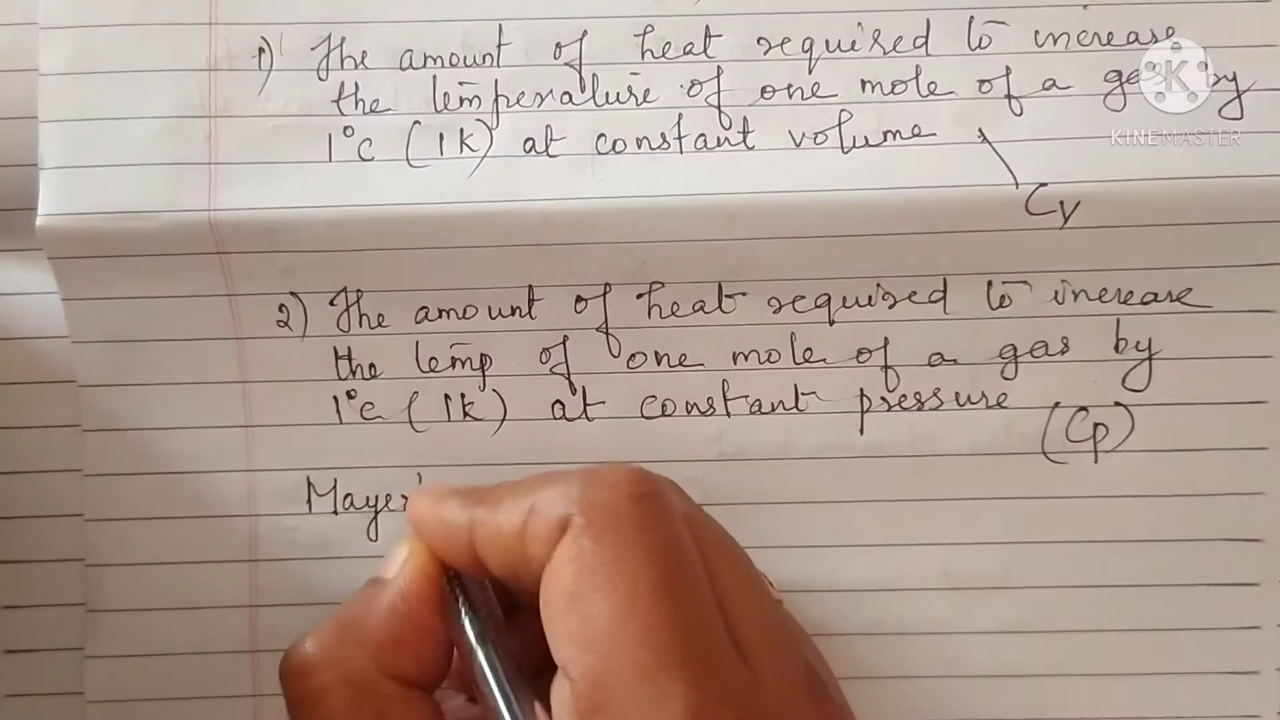 1) The amount of heat required to increase
the temperature of one mole of a gas by
1°C (1K) at constant volume
Cv
2) The amount of heat required to increase
the temp of one mole of a gas by
1°C (1K) at constant pressure
(Cp)
Mayer'
K
KINEMASTER